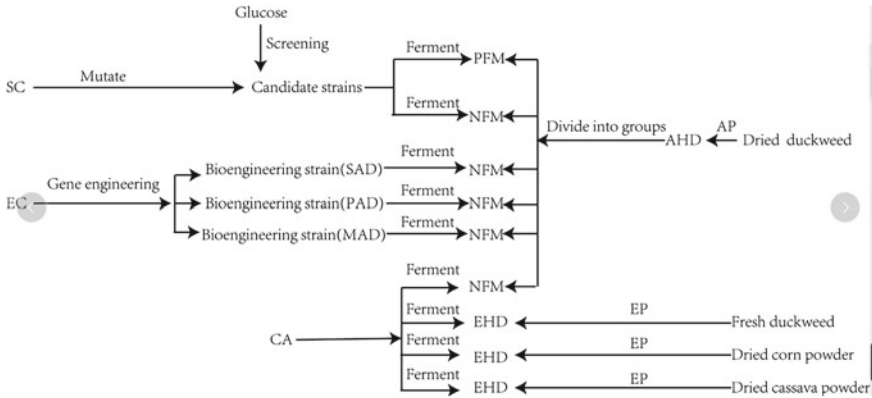 Glucose
Screening
SC
Mutate
Candidate strains
Ferment
PFM
Ferment
NFM
Divide into groups
AHD
AP
Dried duckweed
EC
Gene engineering
Bioengineering strain(SAD)
Ferment
NFM
Bioengineering strain(PAD)
Ferment
NFM
Bioengineering strain(MAD)
Ferment
NFM
CA
Ferment
NFM
Ferment
EHD
EP
Fresh duckweed
Ferment
EHD
EP
Dried corn powder
Ferment
EHD
EP
Dried cassava powder